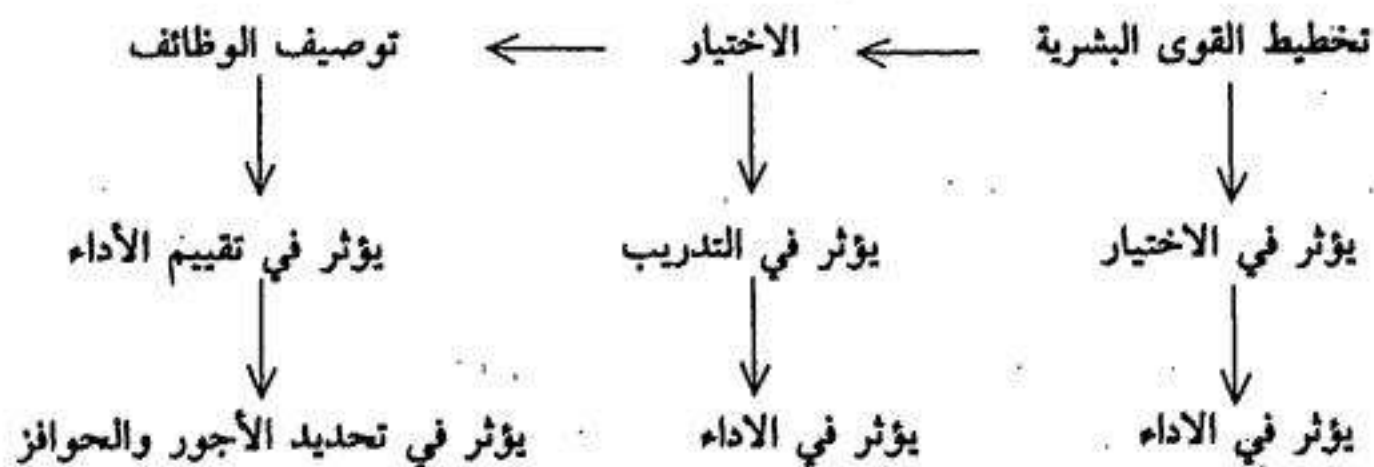 تخطيط القوى البشرية ← الاختيار ← توصيف الوظائف
يؤثر في الاختيار يؤثر في التدريب يؤثر في تقييم الأداء
يؤثر في الاداء يؤثر في الاداء يؤثر في تحديد الأجور والحوافز